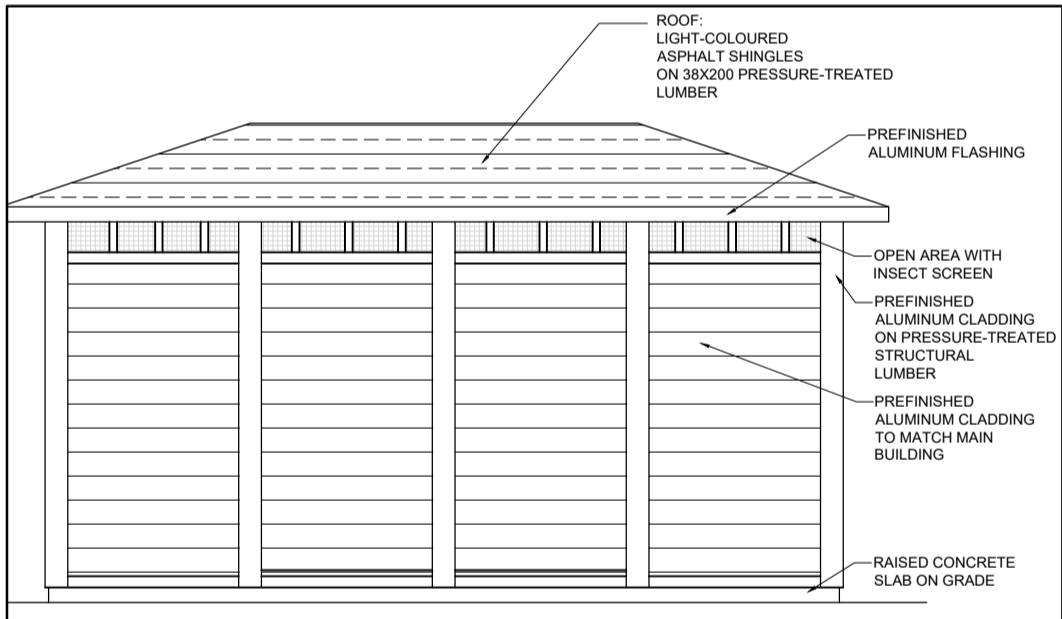 ROOF:
LIGHT-COLOURED
ASPHALT SHINGLES
ON 38X200 PRESSURE-TREATED
LUMBER
PREFINISHED
ALUMINUM FLASHING
OPEN AREA WITH
INSECT SCREEN
PREFINISHED
ALUMINUM CLADDING
ON PRESSURE-TREATED
STRUCTURAL
LUMBER
PREFINISHED
ALUMINUM CLADDING
TO MATCH MAIN
BUILDING
RAISED CONCRETE
SLAB ON GRADE